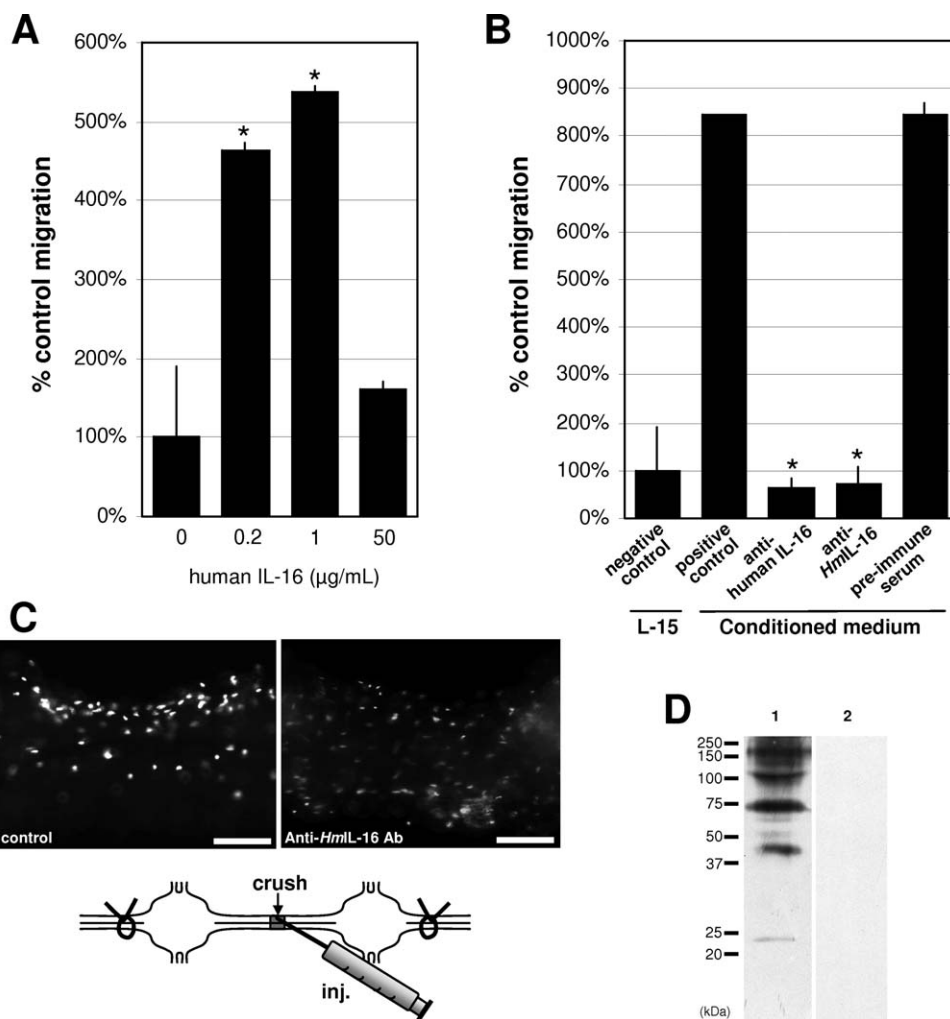 A
600%
500%
400%
300%
200%
100%
0%
% control migration
*
*
0 0.2 1 50
human IL-16 (µg/mL)
B
1000%
900%
800%
700%
600%
500%
400%
300%
200%
100%
0%
% control migration
*
*
negative control
positive control
anti-human IL-16
anti-HmIL-16
pre-immune serum
L-15
Conditioned medium
C
control
Anti-HmIL-16 Ab
crush
inj.
D
1 2
250
150
100
75
50
37
25
20
(kDa)